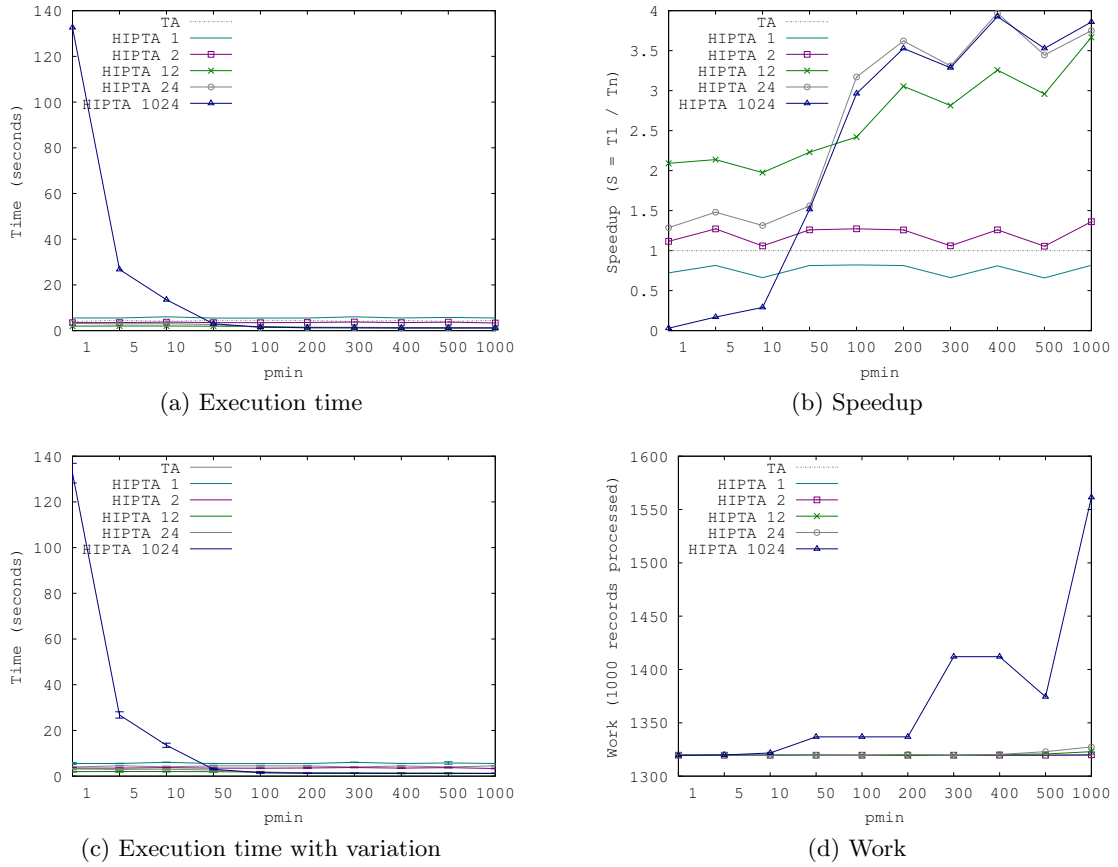 140
120
100
80
60
40
20
0
Time (seconds)
TA
HIPTA 1
HIPTA 2
HIPTA 12
HIPTA 24
HIPTA 1024
1 5 10 50 100 200 300 400 500 1000
pmin
(a) Execution time
4
3.5
3
2.5
2
1.5
1
0.5
0
Speedup (S = T1 / Tn)
TA
HIPTA 1
HIPTA 2
HIPTA 12
HIPTA 24
HIPTA 1024
1 5 10 50 100 200 300 400 500 1000
pmin
(b) Speedup
140
120
100
80
60
40
20
0
Time (seconds)
TA
HIPTA 1
HIPTA 2
HIPTA 12
HIPTA 24
HIPTA 1024
1 5 10 50 100 200 300 400 500 1000
pmin
(c) Execution time with variation
1600
1550
1500
1450
1400
1350
1300
Work (1000 records processed)
TA
HIPTA 1
HIPTA 2
HIPTA 12
HIPTA 24
HIPTA 1024
1 5 10 50 100 200 300 400 500 1000
pmin
(d) Work